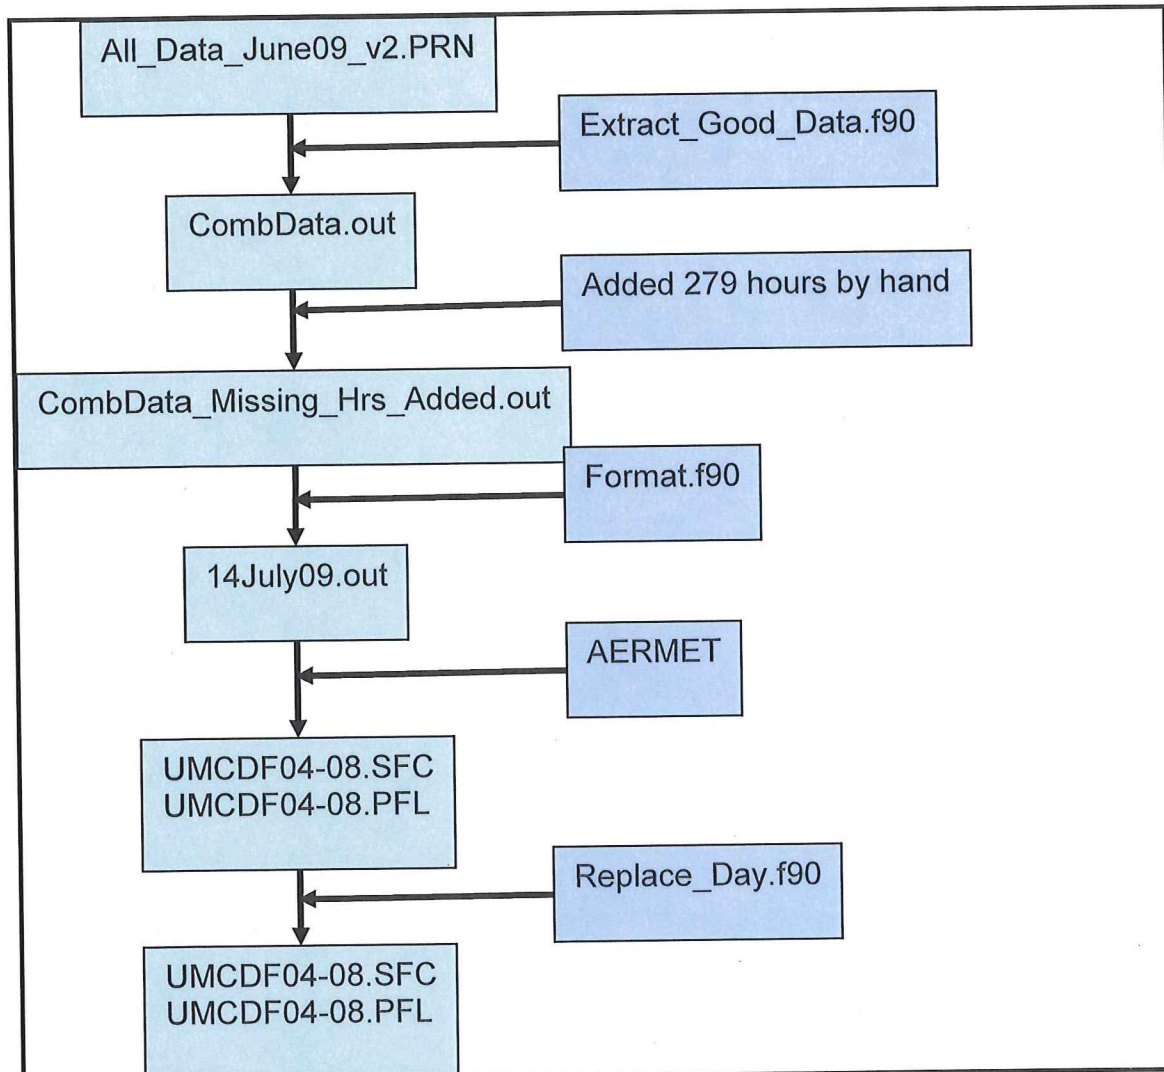 All_Data_June09_v2.PRN
Extract_Good_Data.f90
CombData.out
Added 279 hours by hand
CombData_Missing_Hrs_Added.out
Format.f90
14July09.out
AERMET
UMCDF04-08.SFC
UMCDF04-08.PFL
Replace_Day.f90
UMCDF04-08.SFC
UMCDF04-08.PFL